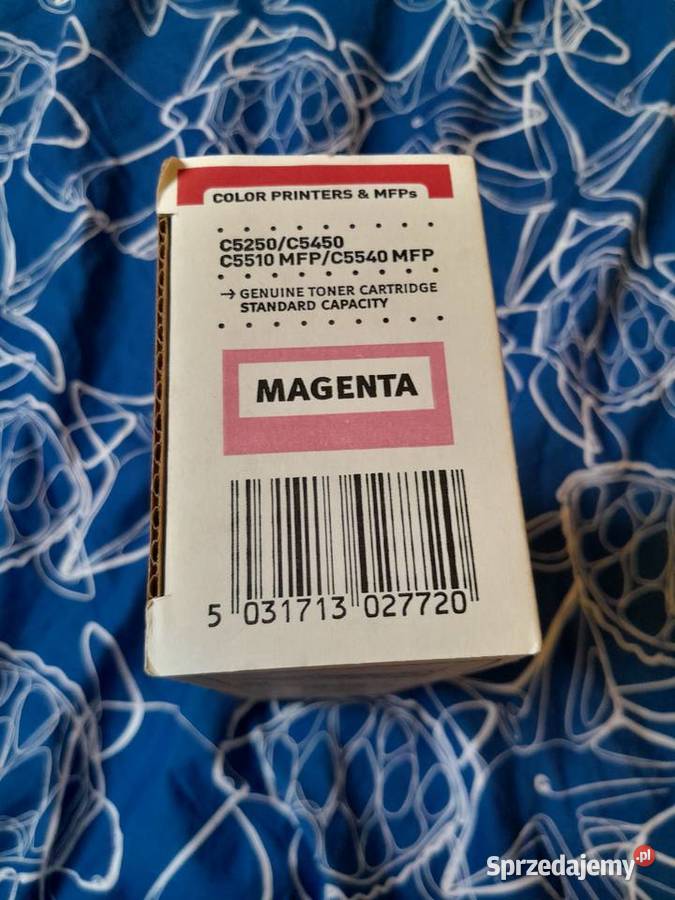 COLOR PRINTERS & MFPs
C5250/C5450
C5510 MFP/C5540 MFP
→ GENUINE TONER CARTRIDGE
STANDARD CAPACITY
MAGENTA
5 031713 027720
Sprzedajemy.pl